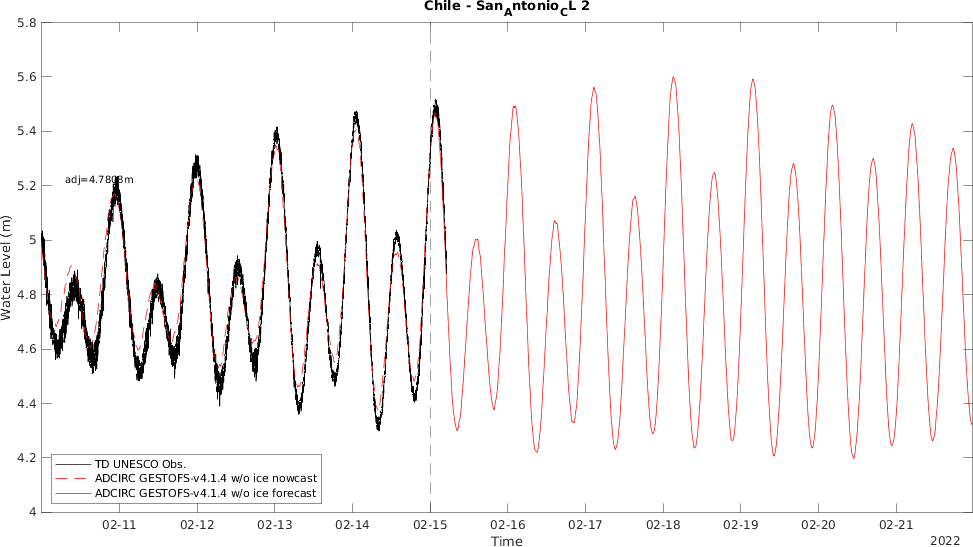 Chile - SanAntonioCL 2
5.8
5.6
5.4
5.2
5
4.8
4.6
4.4
4.2
4
Water Level (m)
adj=4.7803m
TD UNESCO Obs.
ADCIRC GESTOFS-v4.1.4 w/o ice nowcast
ADCIRC GESTOFS-v4.1.4 w/o ice forecast
02-11 02-12 02-13 02-14 02-15 02-16 02-17 02-18 02-19 02-20 02-21
Time
2022